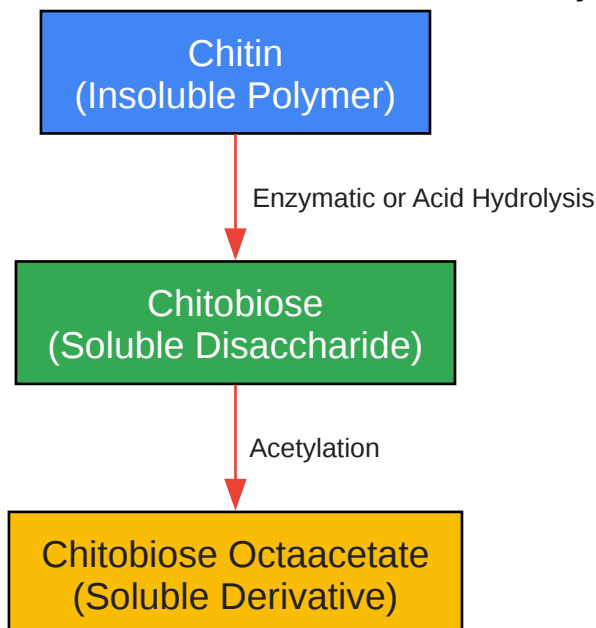 Chitin
(Insoluble Polymer)
Enzymatic or Acid Hydrolysis
Chitobiose
(Soluble Disaccharide)
Acetylation
Chitobiose Octaacetate
(Soluble Derivative)